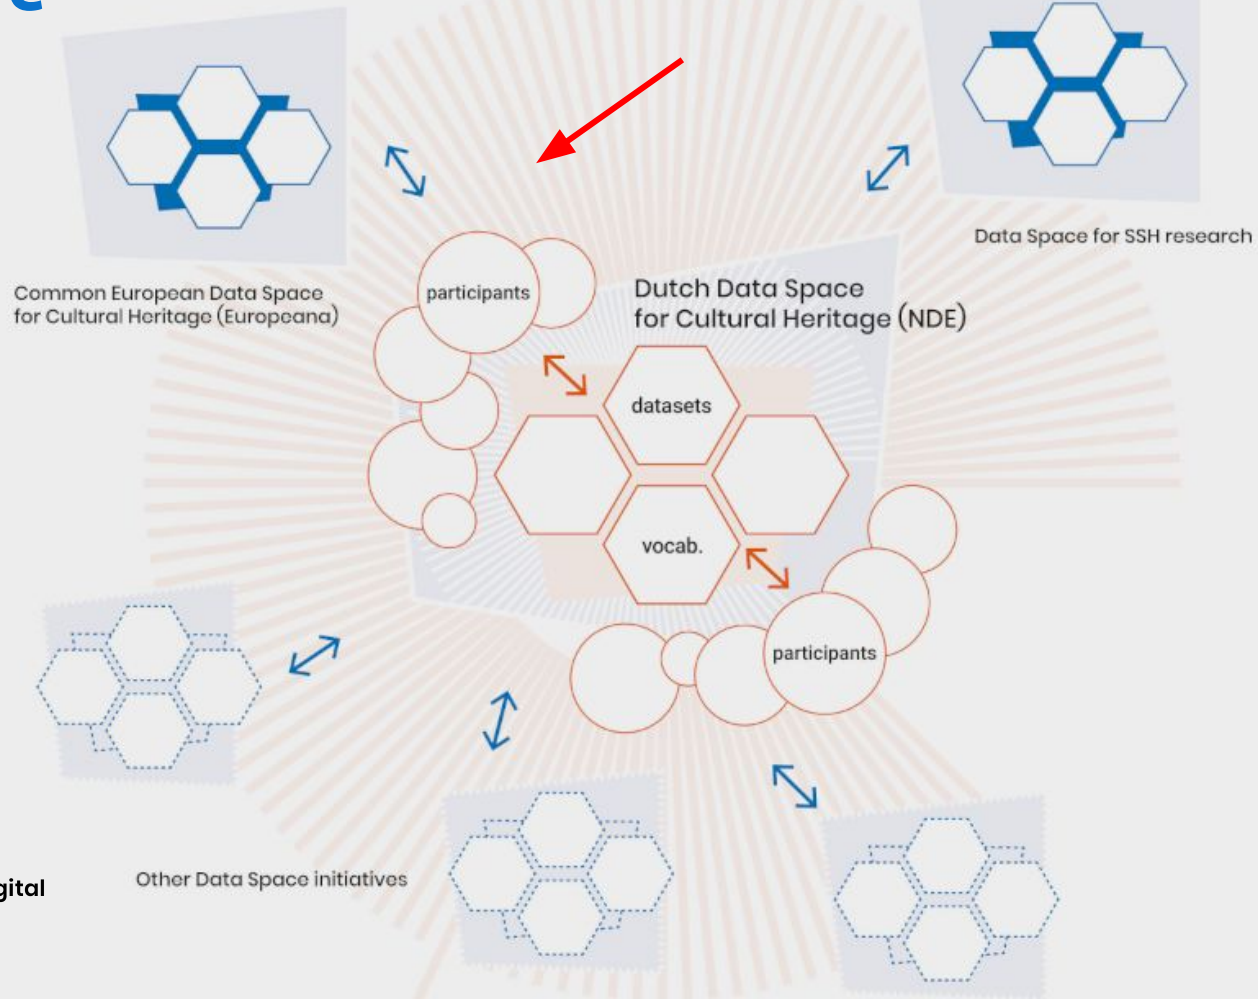 Data Space for SSH research
Common European Data Space
for Cultural Heritage (Europeana)
participants
Dutch Data Space
for Cultural Heritage (NDE)
datasets
vocab.
participants
Other Data Space initiatives
gital